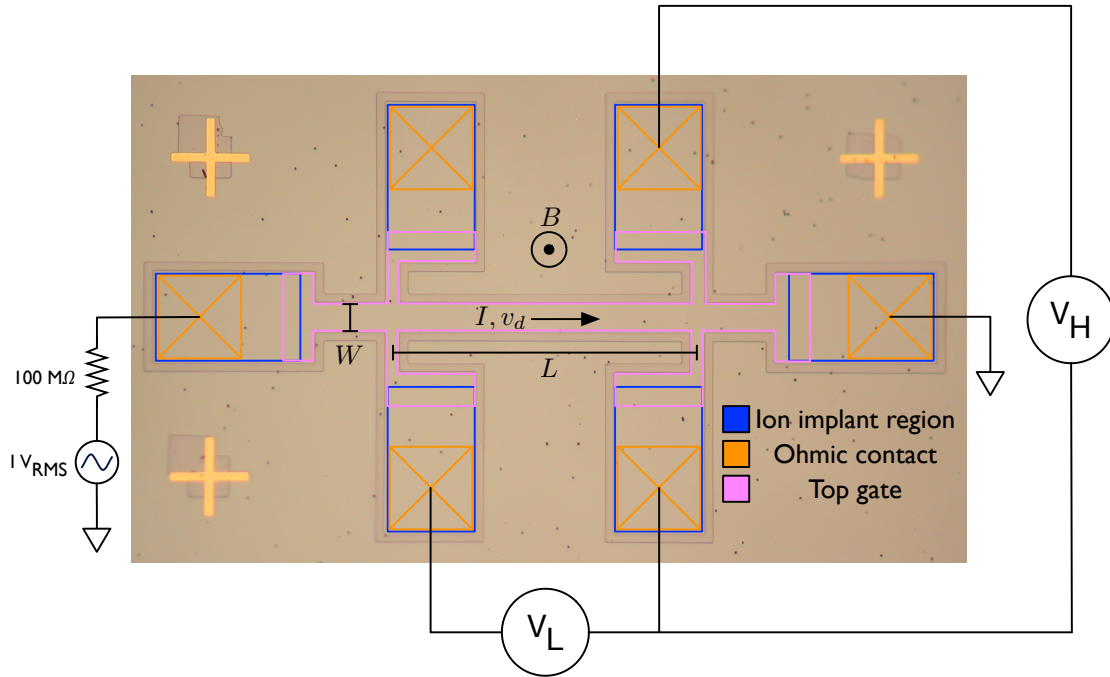 B
I, v_d
W
L
100 MΩ
1 V_RMS
V_H
V_L
Ion implant region
Ohmic contact
Top gate